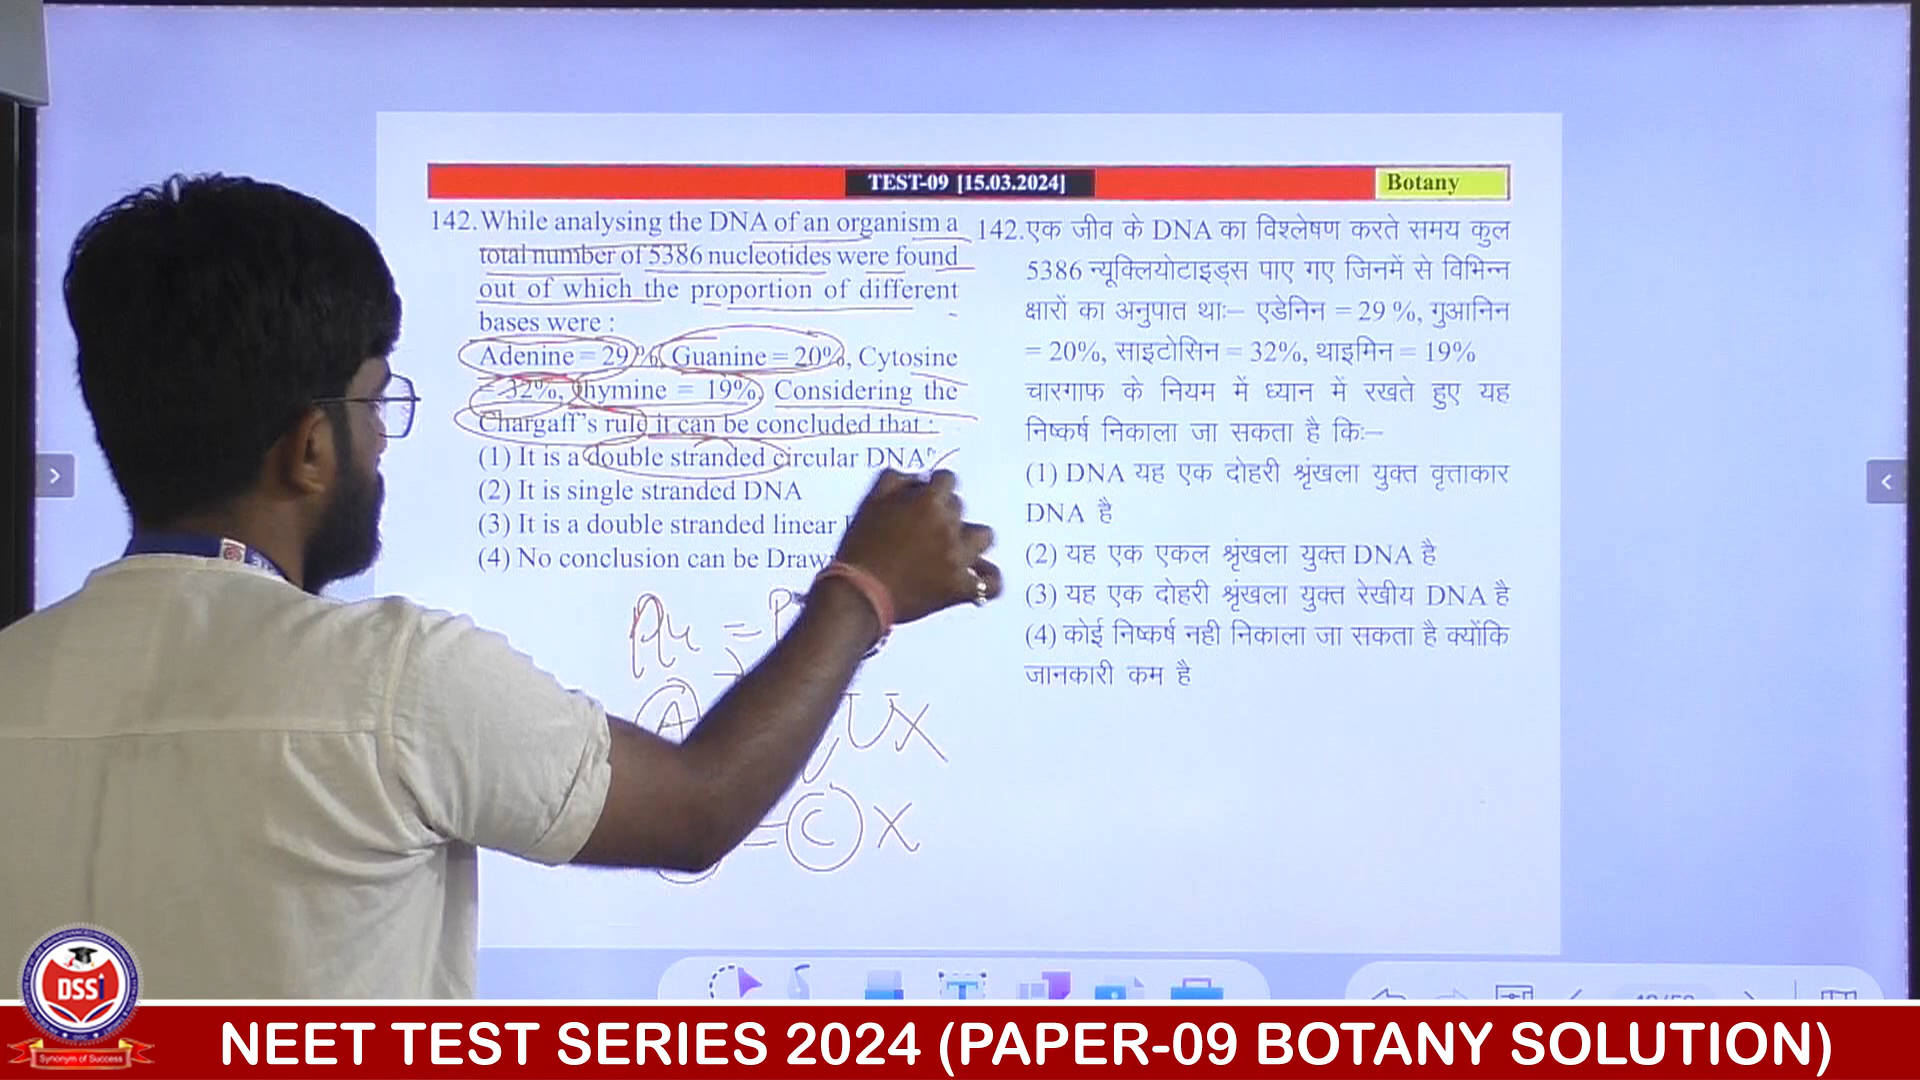 TEST-09 [15.03.2024]
Botany
142. While analysing the DNA of an organism a
total number of 5386 nucleotides were found
out of which the proportion of different
bases were :
Adenine = 29%, Guanine = 20%, Cytosine
= 32%, thymine = 19%, Considering the
Chargaff's rule it can be concluded that :
(1) It is a double stranded circular DNA
(2) It is single stranded DNA
(3) It is a double stranded linear
(4) No conclusion can be Draw
142. एक जीव के DNA का विश्लेषण करते समय कुल
5386 न्यूक्लियोटाइड्स पाए गए जिनमें से विभिन्न
क्षारों का अनुपात थाः– एडेनिन = 29 %, गुआनिन
= 20%, साइटोसिन = 32%, थाइमिन = 19%
चारगाफ के नियम में ध्यान में रखते हुए यह
निष्कर्ष निकाला जा सकता है किः–
(1) DNA यह एक दोहरी श्रृंखला युक्त वृत्ताकार
DNA है
(2) यह एक एकल श्रृंखला युक्त DNA है
(3) यह एक दोहरी श्रृंखला युक्त रेखीय DNA है
(4) कोई निष्कर्ष नही निकाला जा सकता है क्योंकि
जानकारी कम है
Pu =
A
U X
= C X
DSSi
Synonym of Success
NEET TEST SERIES 2024 (PAPER-09 BOTANY SOLUTION)